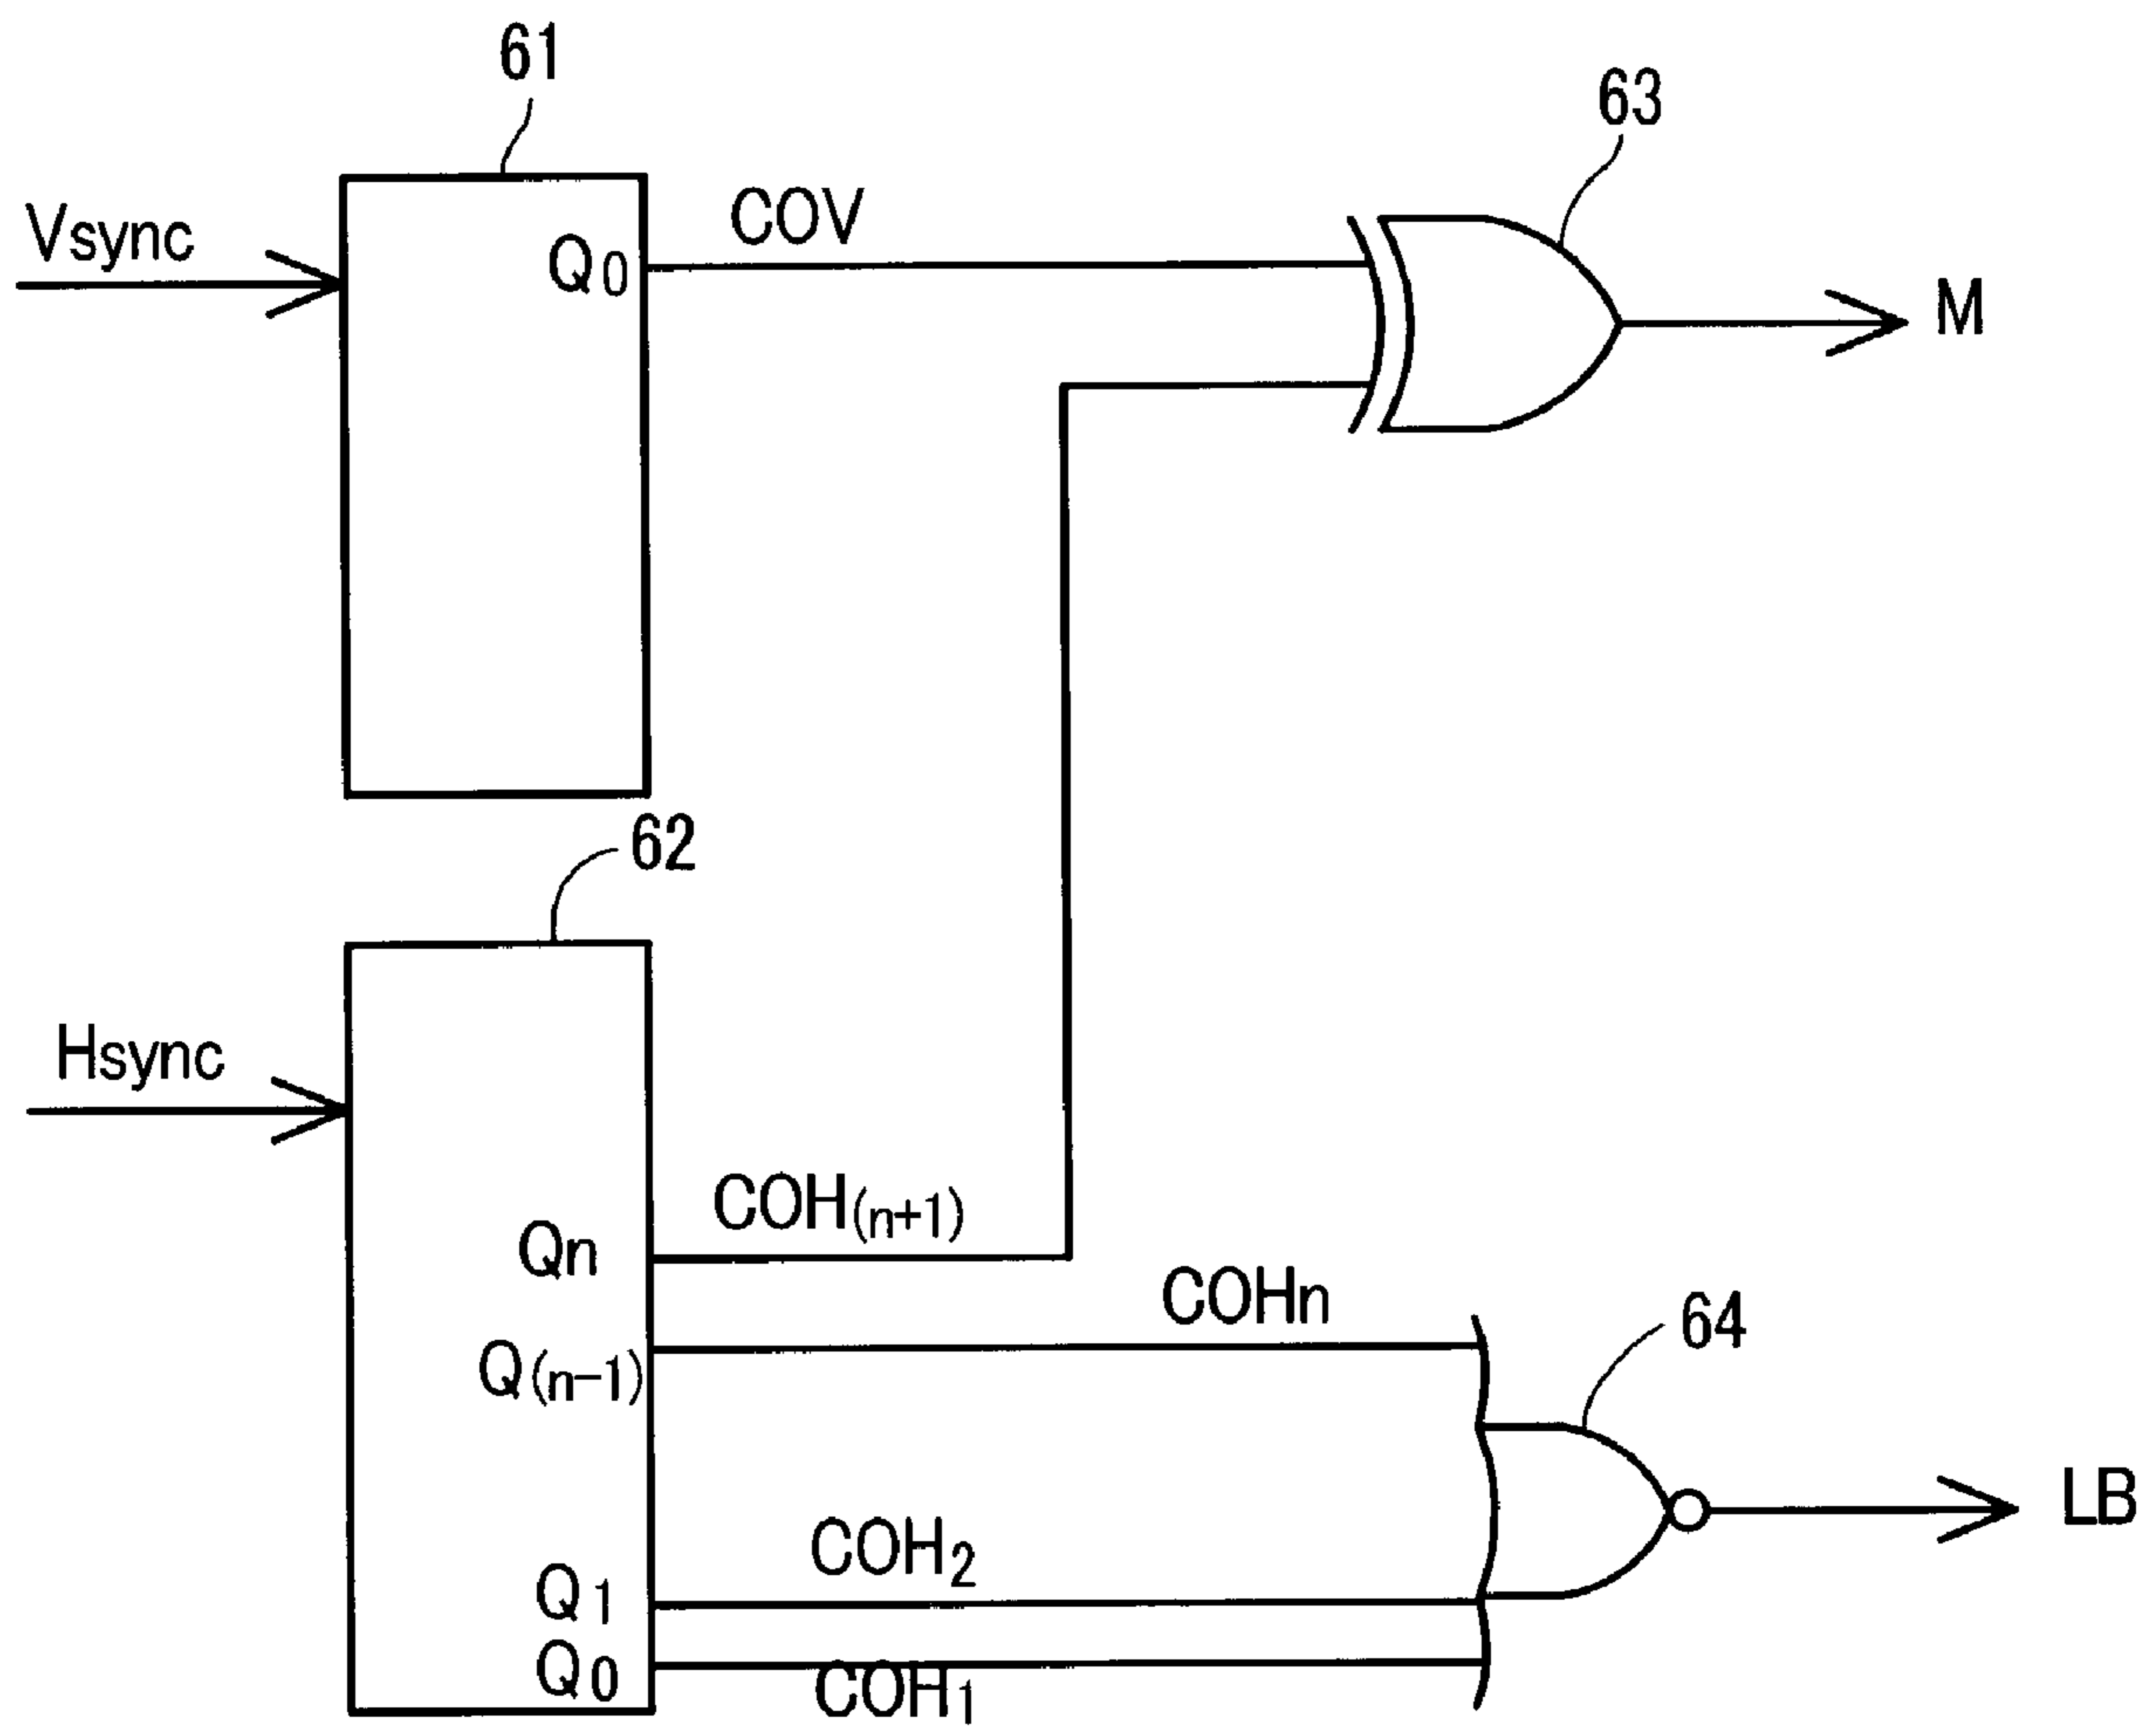 61
63
Vsync
COV
Q0
M
62
Hsync
COH(n+1)
Qn
COHn
64
Q(n-1)
LB
COH2
Q1
Q0
COH1